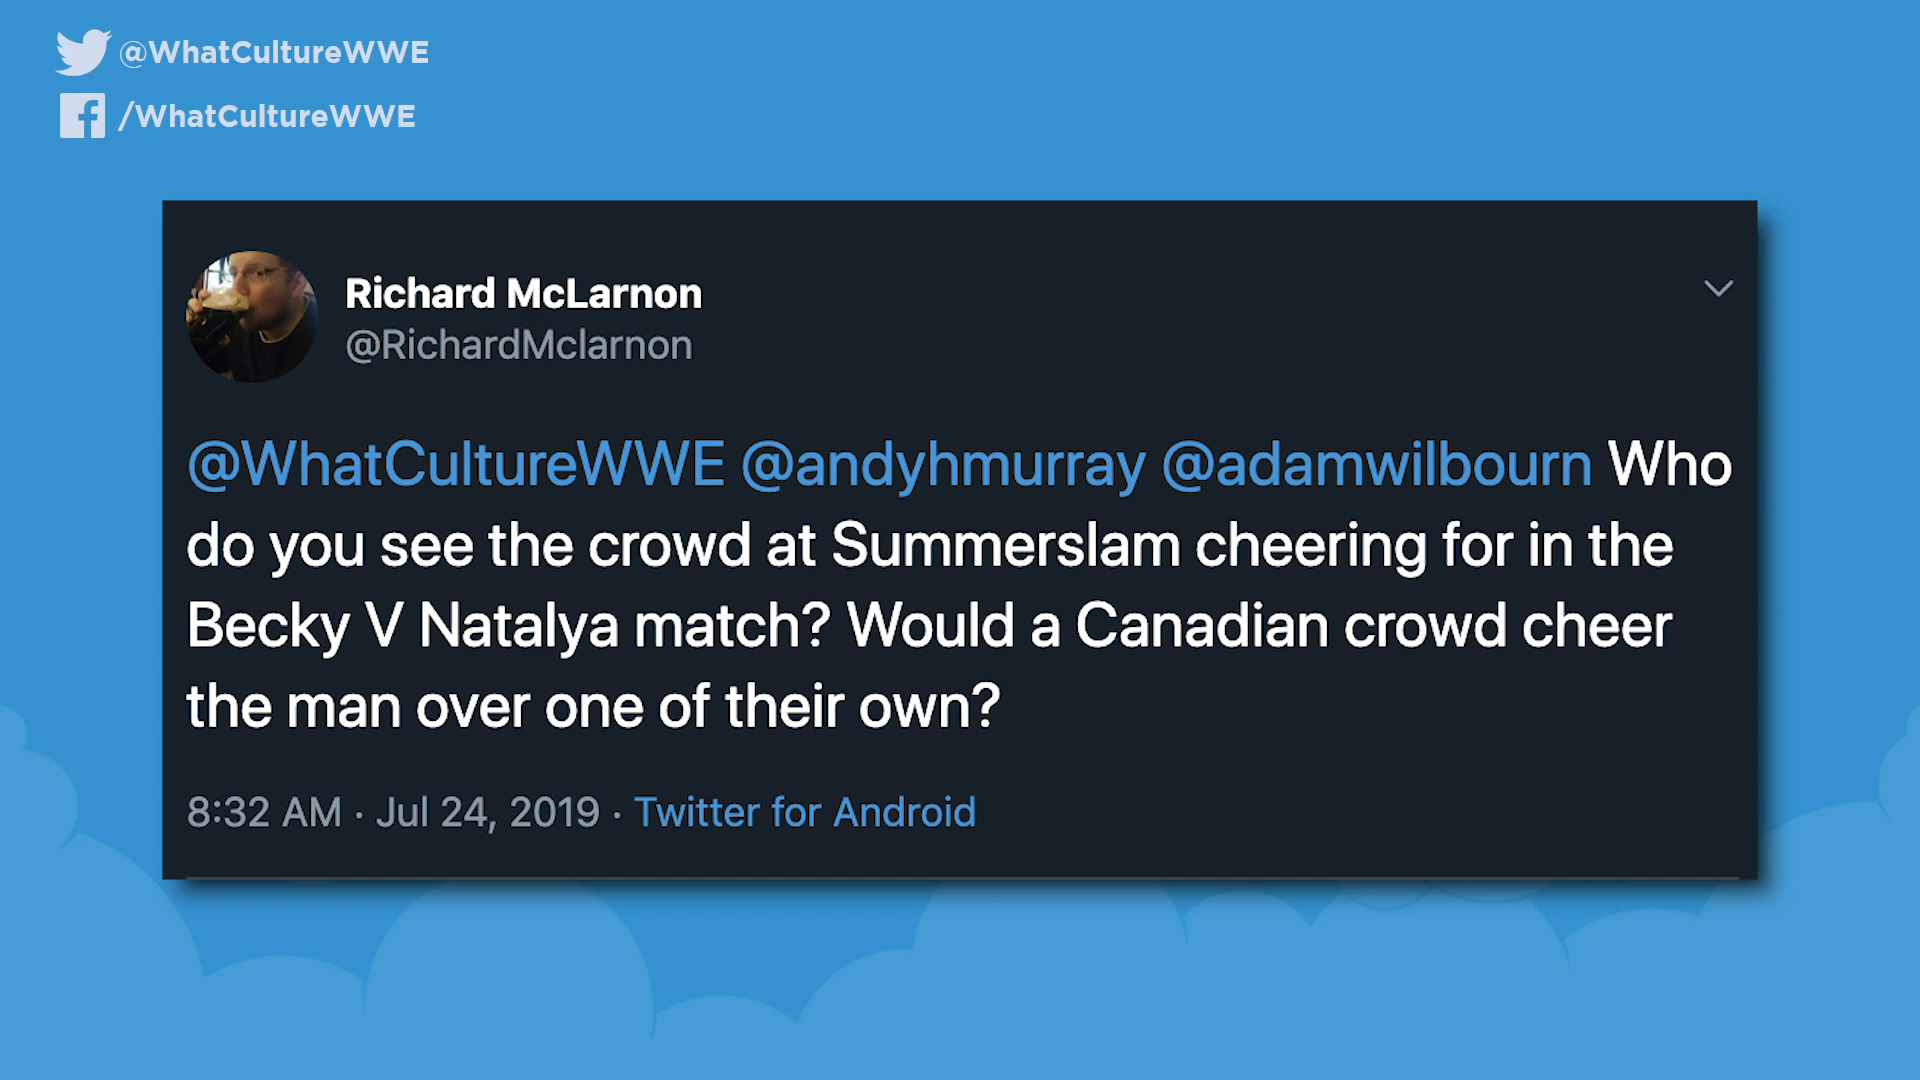 @WhatCultureWWE
/WhatCultureWWE
Richard McLarnon
@RichardMclarnon
@WhatCultureWWE @andyhmurray @adamwilbourn Who
do you see the crowd at Summerslam cheering for in the
Becky V Natalya match? Would a Canadian crowd cheer
the man over one of their own?
8:32 AM · Jul 24, 2019 · Twitter for Android